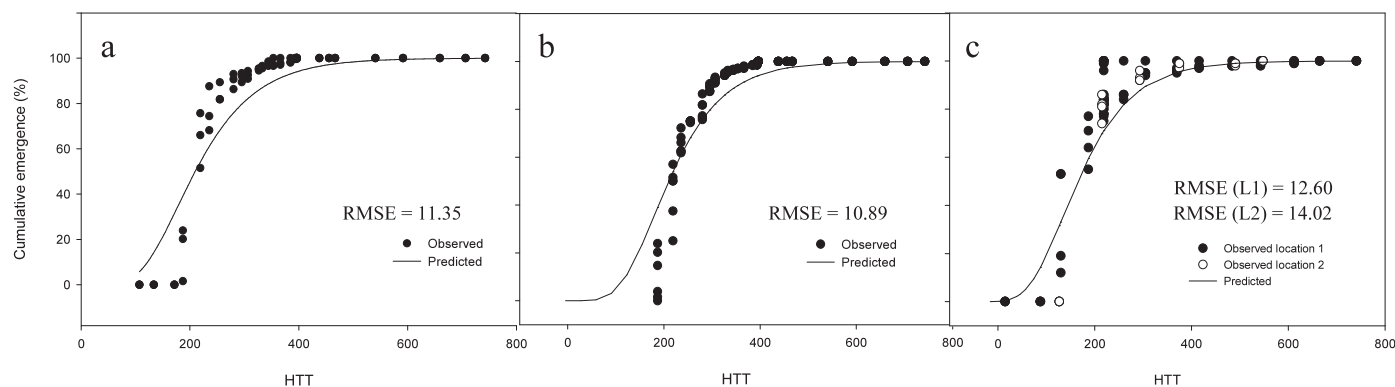 a
b
c
Cumulative emergence (%)
100
80
60
40
20
0
RMSE = 11.35
Observed
Predicted
RMSE = 10.89
Observed
Predicted
RMSE (L1) = 12.60
RMSE (L2) = 14.02
Observed location 1
Observed location 2
Predicted
0 200 400 600 800
0 200 400 600 800
0 200 400 600 800
HTT
HTT
HTT